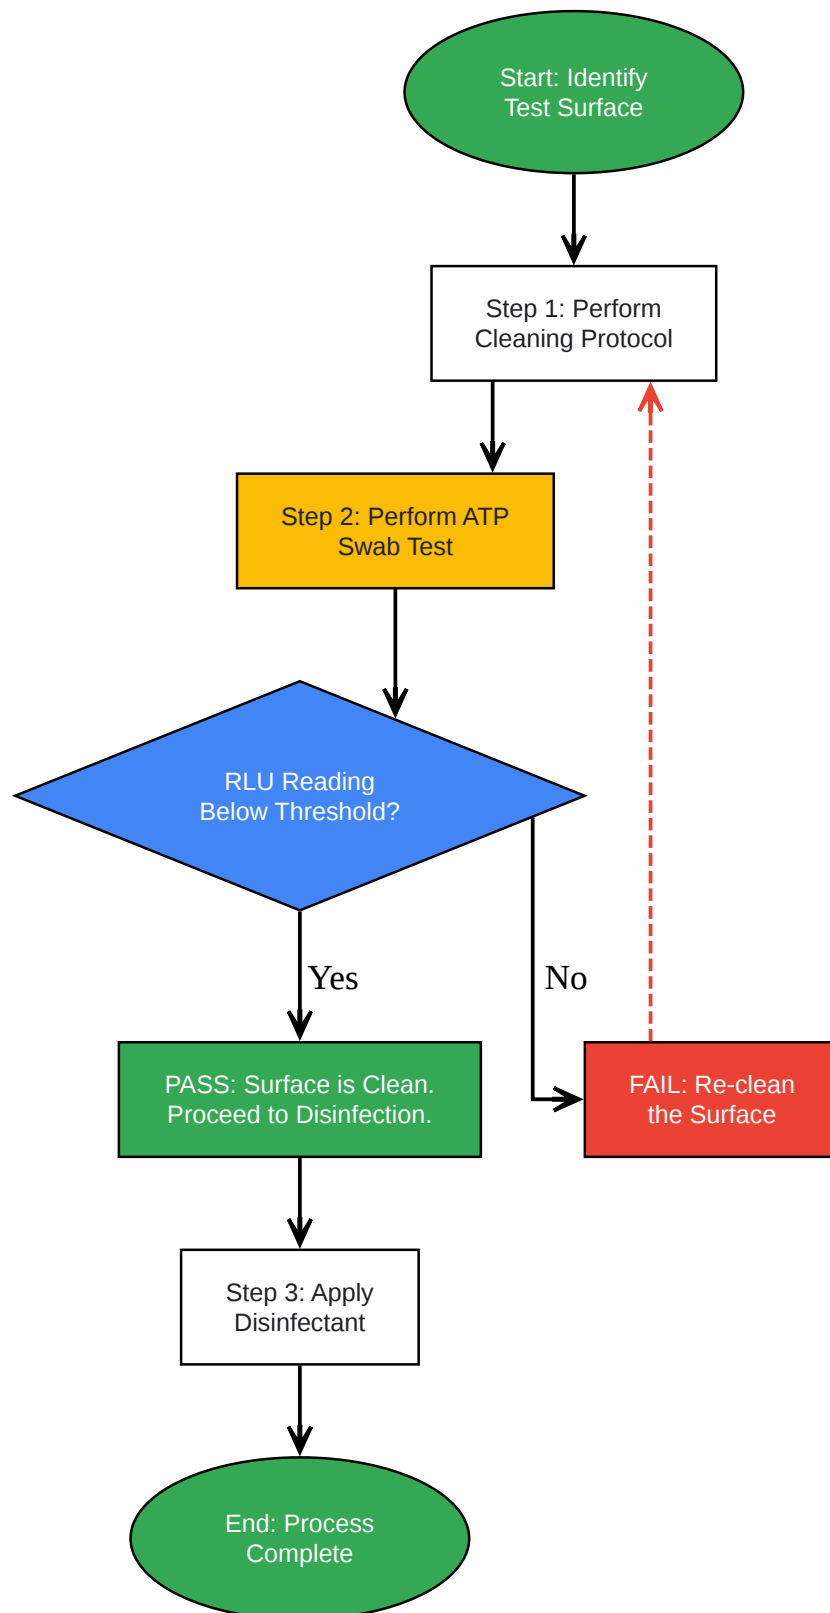 Start: Identify
Test Surface
Step 1: Perform
Cleaning Protocol
Step 2: Perform ATP
Swab Test
RLU Reading
Below Threshold?
Yes
No
PASS: Surface is Clean.
Proceed to Disinfection.
FAIL: Re-clean
the Surface
Step 3: Apply
Disinfectant
End: Process
Complete